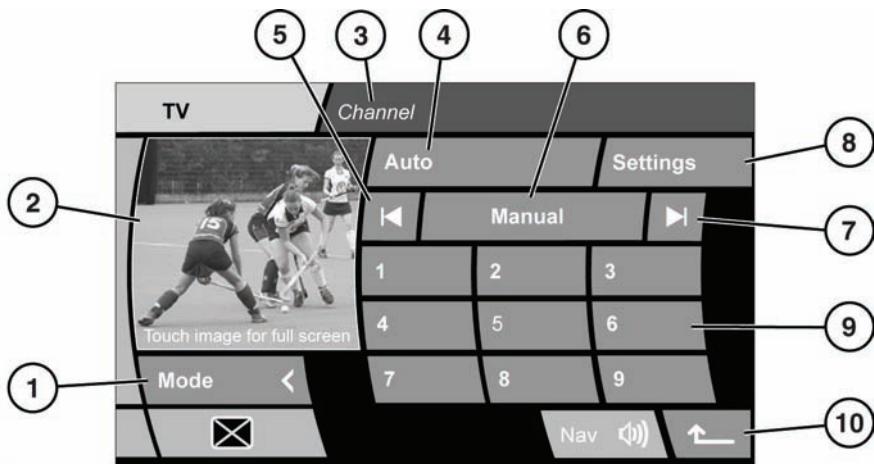 5 3 4 6
TV Channel
Auto Settings 8
2 Manual 7
15
1 2 3
4 5 6 9
Touch image for full screen
1 Mode 7 8 9
Nav 10